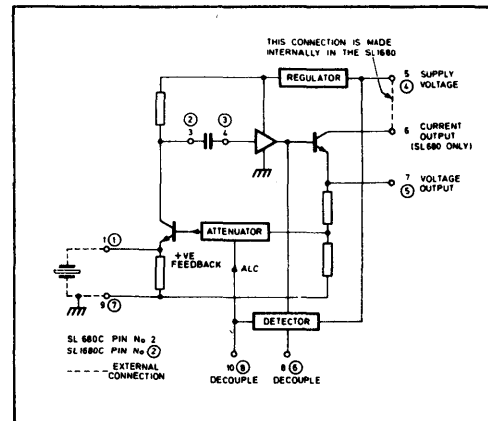 THIS CONNECTION IS MADE
INTERNALLY IN THE SL1680
REGULATOR
5 SUPPLY
④ VOLTAGE
② ③
3 4
6 CURRENT
OUTPUT
(SL680 ONLY)
7 VOLTAGE
⑤ OUTPUT
ATTENUATOR
1 ①
+VE
FEEDBACK
ALC
9 ⑦
DETECTOR
SL 680C PIN No 2
SL1680C PIN No ②
EXTERNAL
CONNECTION
10 ⑧
DECOUPLE
8 ⑥
DECOUPLE